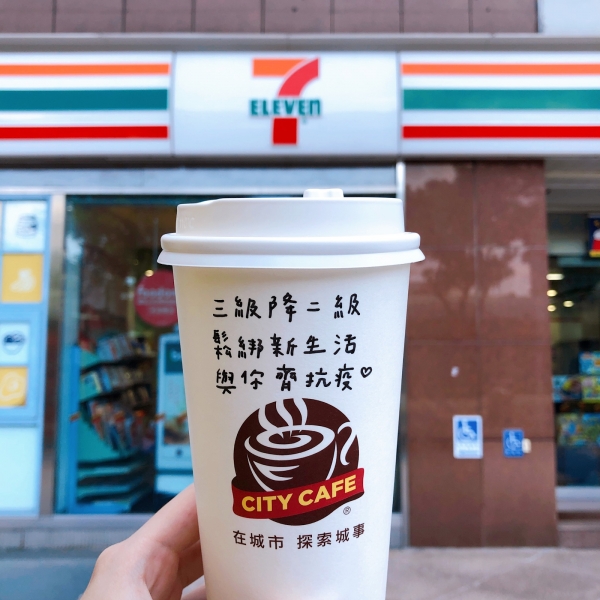 7
ELEVEN
三級降二級
鬆綁新生活
與你齊抗疫♡
CITY CAFE
®
在城市 探索城事